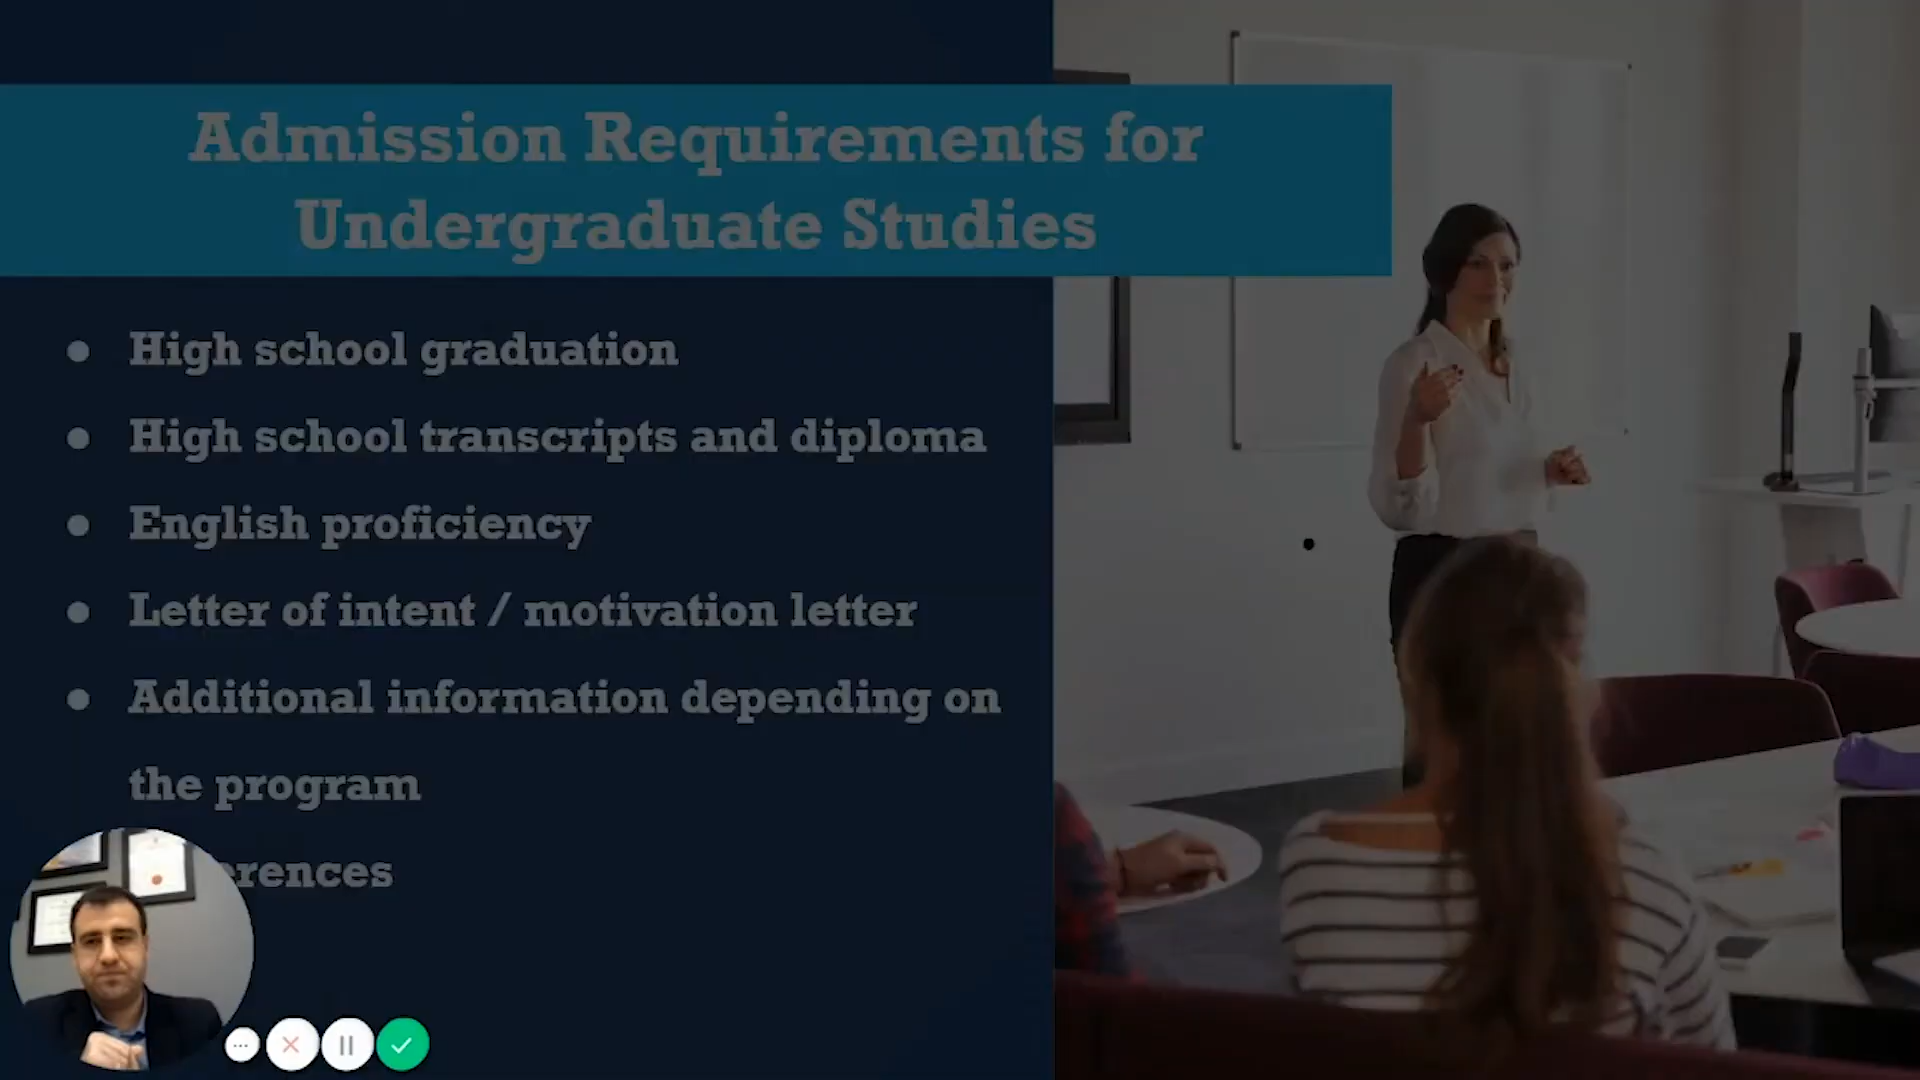 Admission Requirements for
Undergraduate Studies
● High school graduation
● High school transcripts and diploma
● English proficiency
● Letter of intent / motivation letter
● Additional information depending on
the program
erences